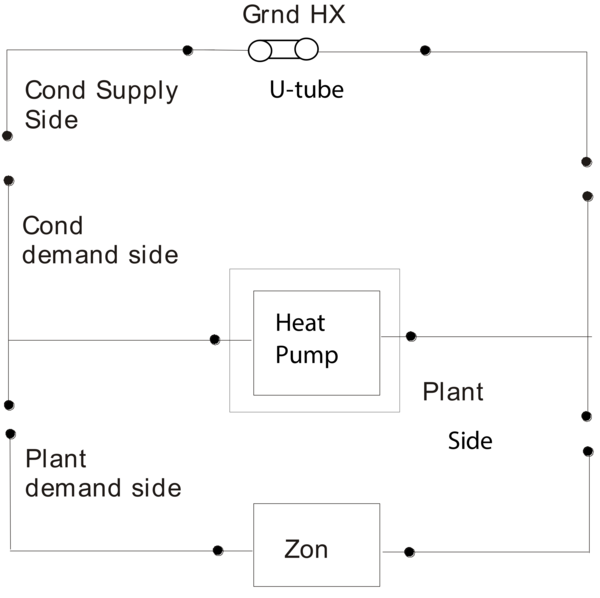 Grnd HX
U-tube
Cond Supply
Side
Cond
demand side
Heat
Pump
Plant
Side
Plant
demand side
Zon